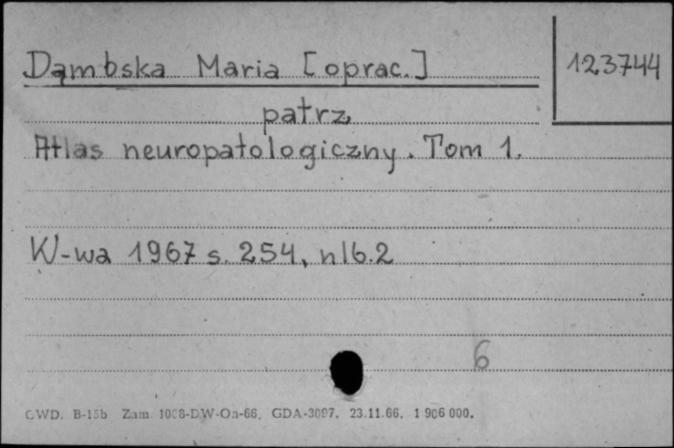 Dąmbska Maria [oprac.]
123744
patrz
Atlas neuropatologiczny. Tom 1.
W-wa 1967 s. 254, nlb. 2
6
CWD. B-15b Zam. 1008-DW-Oa-66. GDA-3097. 23.11.66. 1 906 000.